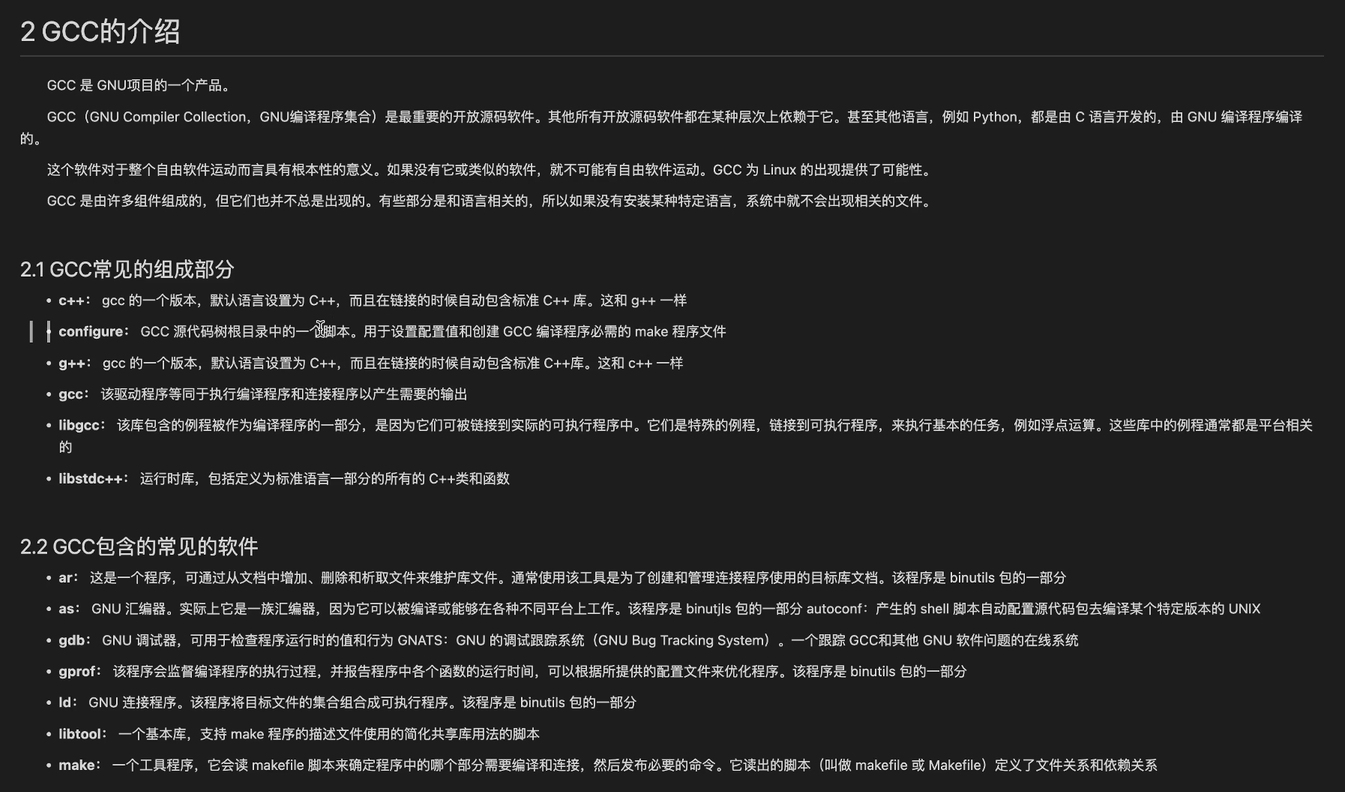 2 GCC的介绍
GCC 是 GNU项目的一个产品。
GCC（GNU Compiler Collection，GNU编译程序集合）是最重要的开放源码软件。其他所有开放源码软件都在某种层次上依赖于它。甚至其他语言，例如 Python，都是由 C 语言开发的，由 GNU 编译程序编译
的。
这个软件对于整个自由软件运动而言具有根本性的意义。如果没有它或类似的软件，就不可能有自由软件运动。GCC 为 Linux 的出现提供了可能性。
GCC 是由许多组件组成的，但它们也并不总是出现的。有些部分是和语言相关的，所以如果没有安装某种特定语言，系统中就不会出现相关的文件。
2.1 GCC常见的组成部分
• c++： gcc 的一个版本，默认语言设置为 C++，而且在链接的时候自动包含标准 C++ 库。这和 g++ 一样
• configure： GCC 源代码树根目录中的一个脚本。用于设置配置值和创建 GCC 编译程序必需的 make 程序文件
• g++： gcc 的一个版本，默认语言设置为 C++，而且在链接的时候自动包含标准 C++库。这和 c++ 一样
• gcc： 该驱动程序等同于执行编译程序和连接程序以产生需要的输出
• libgcc： 该库包含的例程被作为编译程序的一部分，是因为它们可被链接到实际的可执行程序中。它们是特殊的例程，链接到可执行程序，来执行基本的任务，例如浮点运算。这些库中的例程通常都是平台相关
的
• libstdc++： 运行时库，包括定义为标准语言一部分的所有的 C++类和函数
2.2 GCC包含的常见的软件
• ar： 这是一个程序，可通过从文档中增加、删除和析取文件来维护库文件。通常使用该工具是为了创建和管理连接程序使用的目标库文档。该程序是 binutils 包的一部分
• as： GNU 汇编器。实际上它是一族汇编器，因为它可以被编译或能够在各种不同平台上工作。该程序是 binutjls 包的一部分 autoconf：产生的 shell 脚本自动配置源代码包去编译某个特定版本的 UNIX
• gdb： GNU 调试器，可用于检查程序运行时的值和行为 GNATS：GNU 的调试跟踪系统（GNU Bug Tracking System）。一个跟踪 GCC和其他 GNU 软件问题的在线系统
• gprof： 该程序会监督编译程序的执行过程，并报告程序中各个函数的运行时间，可以根据所提供的配置文件来优化程序。该程序是 binutils 包的一部分
• ld： GNU 连接程序。该程序将目标文件的集合组合成可执行程序。该程序是 binutils 包的一部分
• libtool： 一个基本库，支持 make 程序的描述文件使用的简化共享库用法的脚本
• make： 一个工具程序，它会读 makefile 脚本来确定程序中的哪个部分需要编译和连接，然后发布必要的命令。它读出的脚本（叫做 makefile 或 Makefile）定义了文件关系和依赖关系